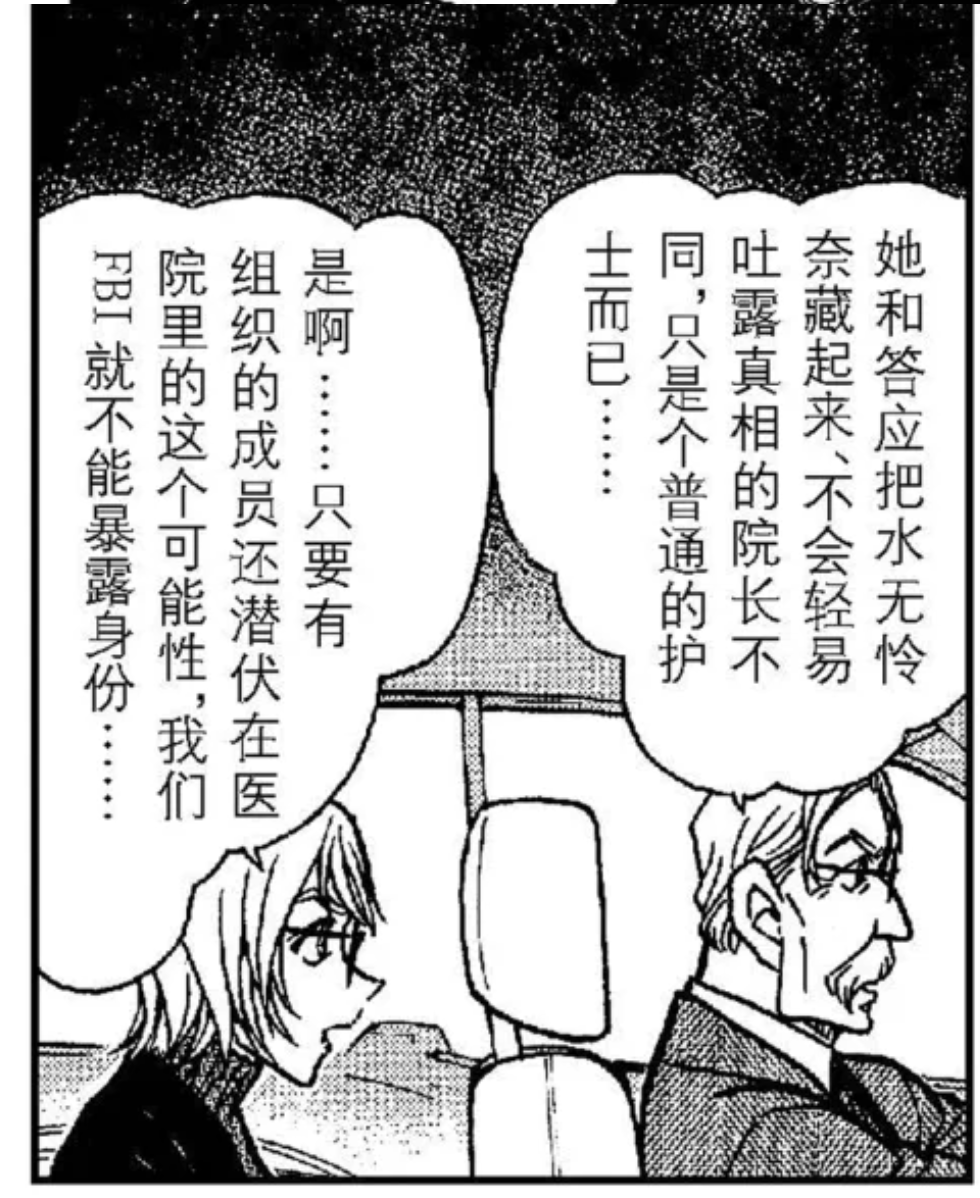 她和答应把水无怜
奈藏起来、不会轻易
吐露真相的院长不
同，只是个普通的护
士而已……
是啊……只要有
组织的成员还潜伏在医
院里的这个可能性，我们
FBI就不能暴露身份……